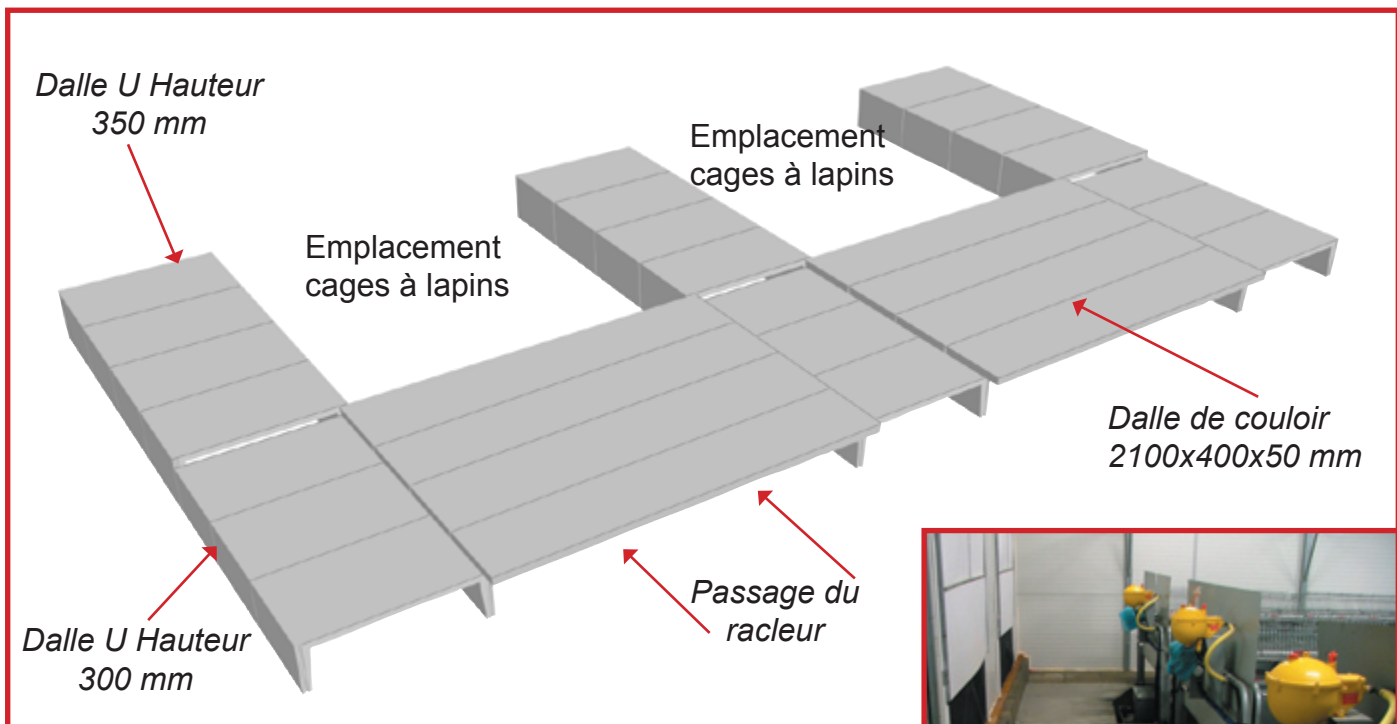 Dalle U Hauteur
350 mm
Emplacement
cages à lapins
Emplacement
cages à lapins
Dalle de couloir
2100x400x50 mm
Passage du
racleur
Dalle U Hauteur
300 mm